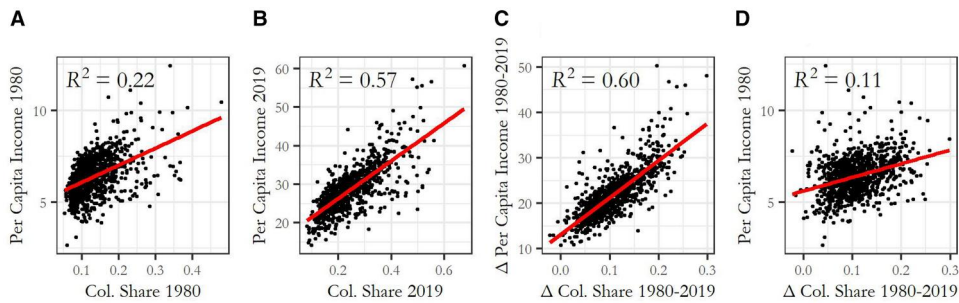 A
Per Capita Income 1980
R² = 0.22
10
5
0.1 0.2 0.3 0.4
Col. Share 1980
B
Per Capita Income 2019
R² = 0.57
60
50
40
30
20
0.2 0.4 0.6
Col. Share 2019
C
Δ Per Capita Income 1980-2019
R² = 0.60
50
40
30
20
10
0.0 0.1 0.2 0.3
Δ Col. Share 1980-2019
D
Per Capita Income 1980
R² = 0.11
10
5
0.0 0.1 0.2 0.3
Δ Col. Share 1980-2019